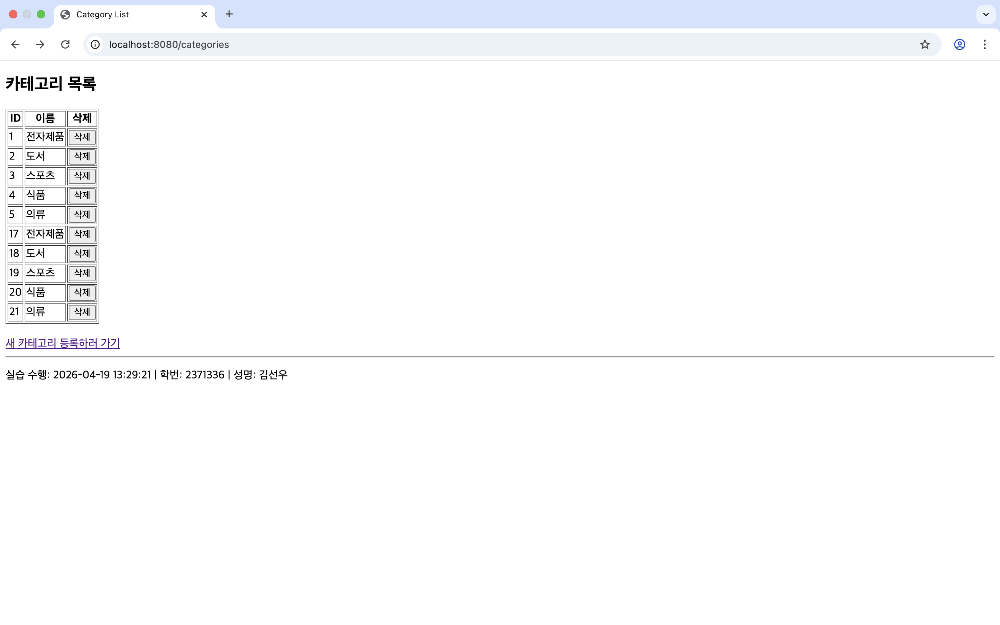 Category List
localhost:8080/categories
카테고리 목록
ID 이름 삭제
1 전자제품 삭제
2 도서 삭제
3 스포츠 삭제
4 식품 삭제
5 의류 삭제
17 전자제품 삭제
18 도서 삭제
19 스포츠 삭제
20 식품 삭제
21 의류 삭제
새 카테고리 등록하러 가기
실습 수행: 2026-04-19 13:29:21 | 학번: 2371336 | 성명: 김선우